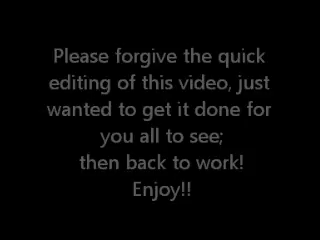 Please forgive the quick
editing of this video, just
wanted to get it done for
you all to see;
then back to work!
Enjoy!!